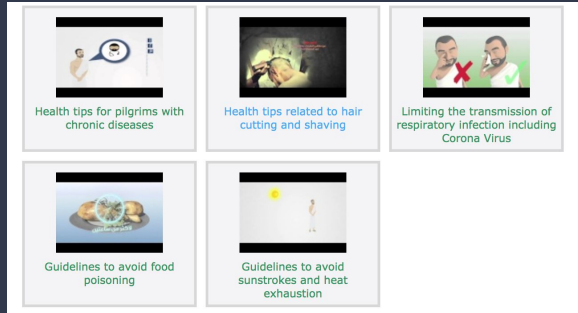 Health tips for pilgrims with
chronic diseases
Health tips related to hair
cutting and shaving
Limiting the transmission of
respiratory infection including
Corona Virus
Guidelines to avoid food
poisoning
Guidelines to avoid
sunstrokes and heat
exhaustion